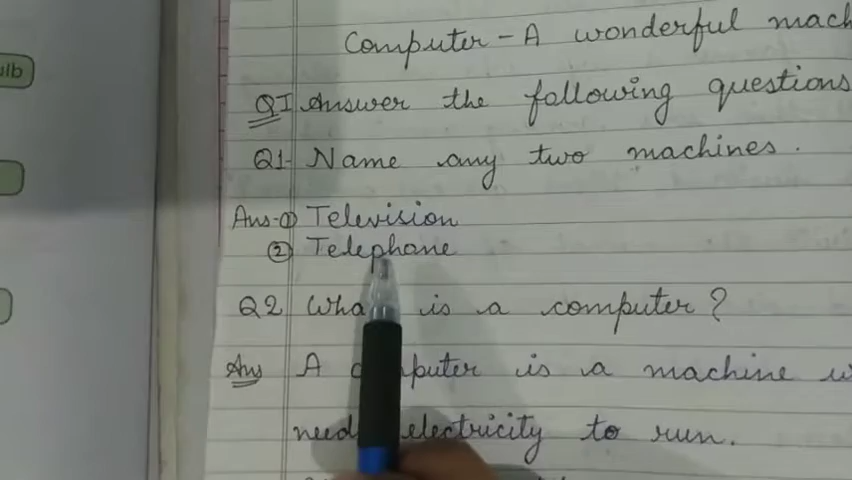 Computer - A wonderful mach
QI Answer the following questions
Q1- Name any two machines.
Ans-① Television
② Telephone
Q2 Wha is a computer?
Ans A puter is a machine
need electricity to run.
ulb